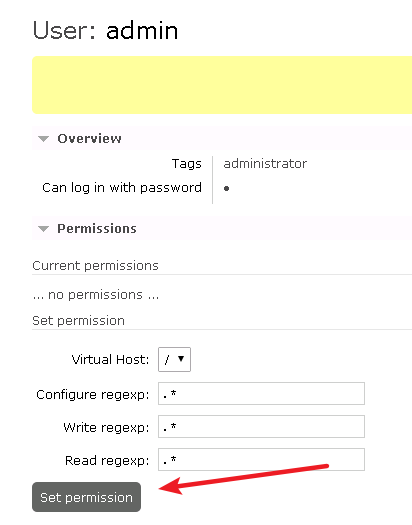 User: admin
Overview
Tags administrator
Can log in with password •
Permissions
Current permissions
... no permissions ...
Set permission
Virtual Host: /
Configure regexp: .*
Write regexp: .*
Read regexp: .*
Set permission